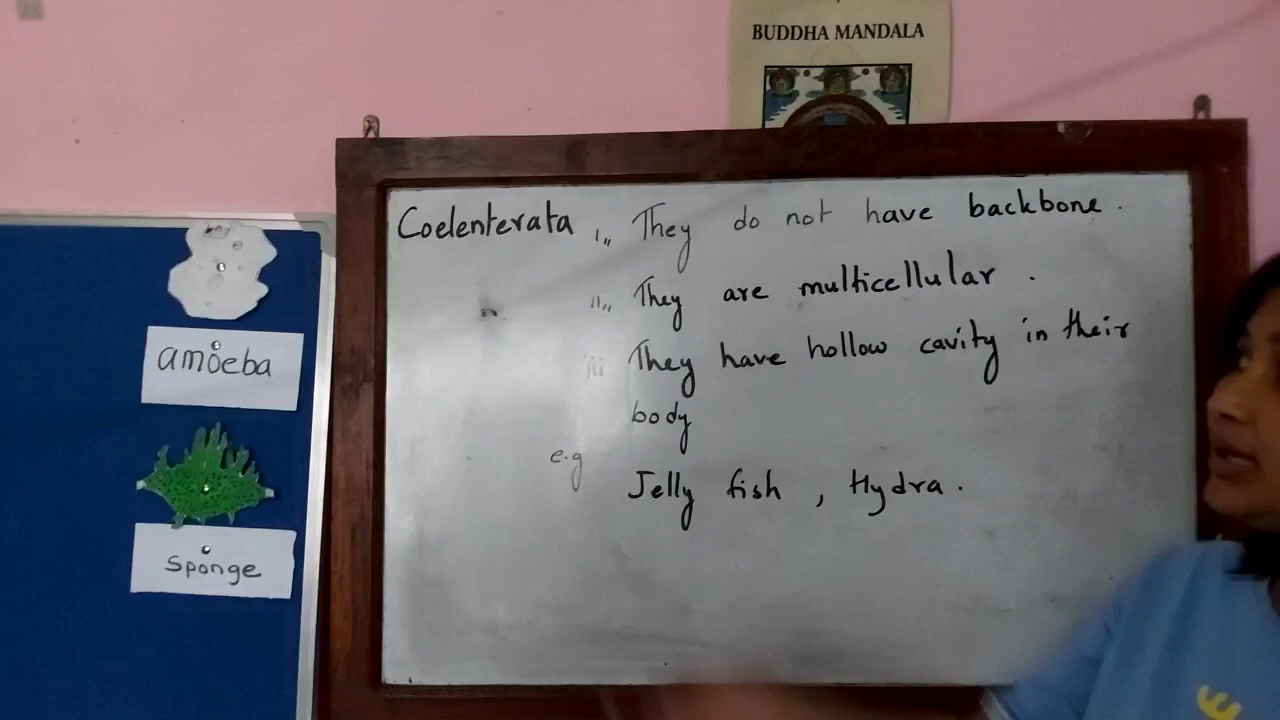 BUDDHA MANDALA
Coelenterata i,, They do not have backbone.
ii,, They are multicellular.
iii They have hollow cavity in their
body
e.g
Jelly fish, Hydra.
amoeba
sponge